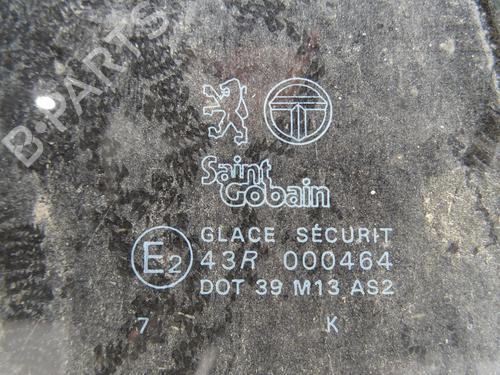 B-PARTS
Saint
Gobain
GLACE SÉCURIT
E2 43R 000464
DOT 39 M13 AS2
7 K